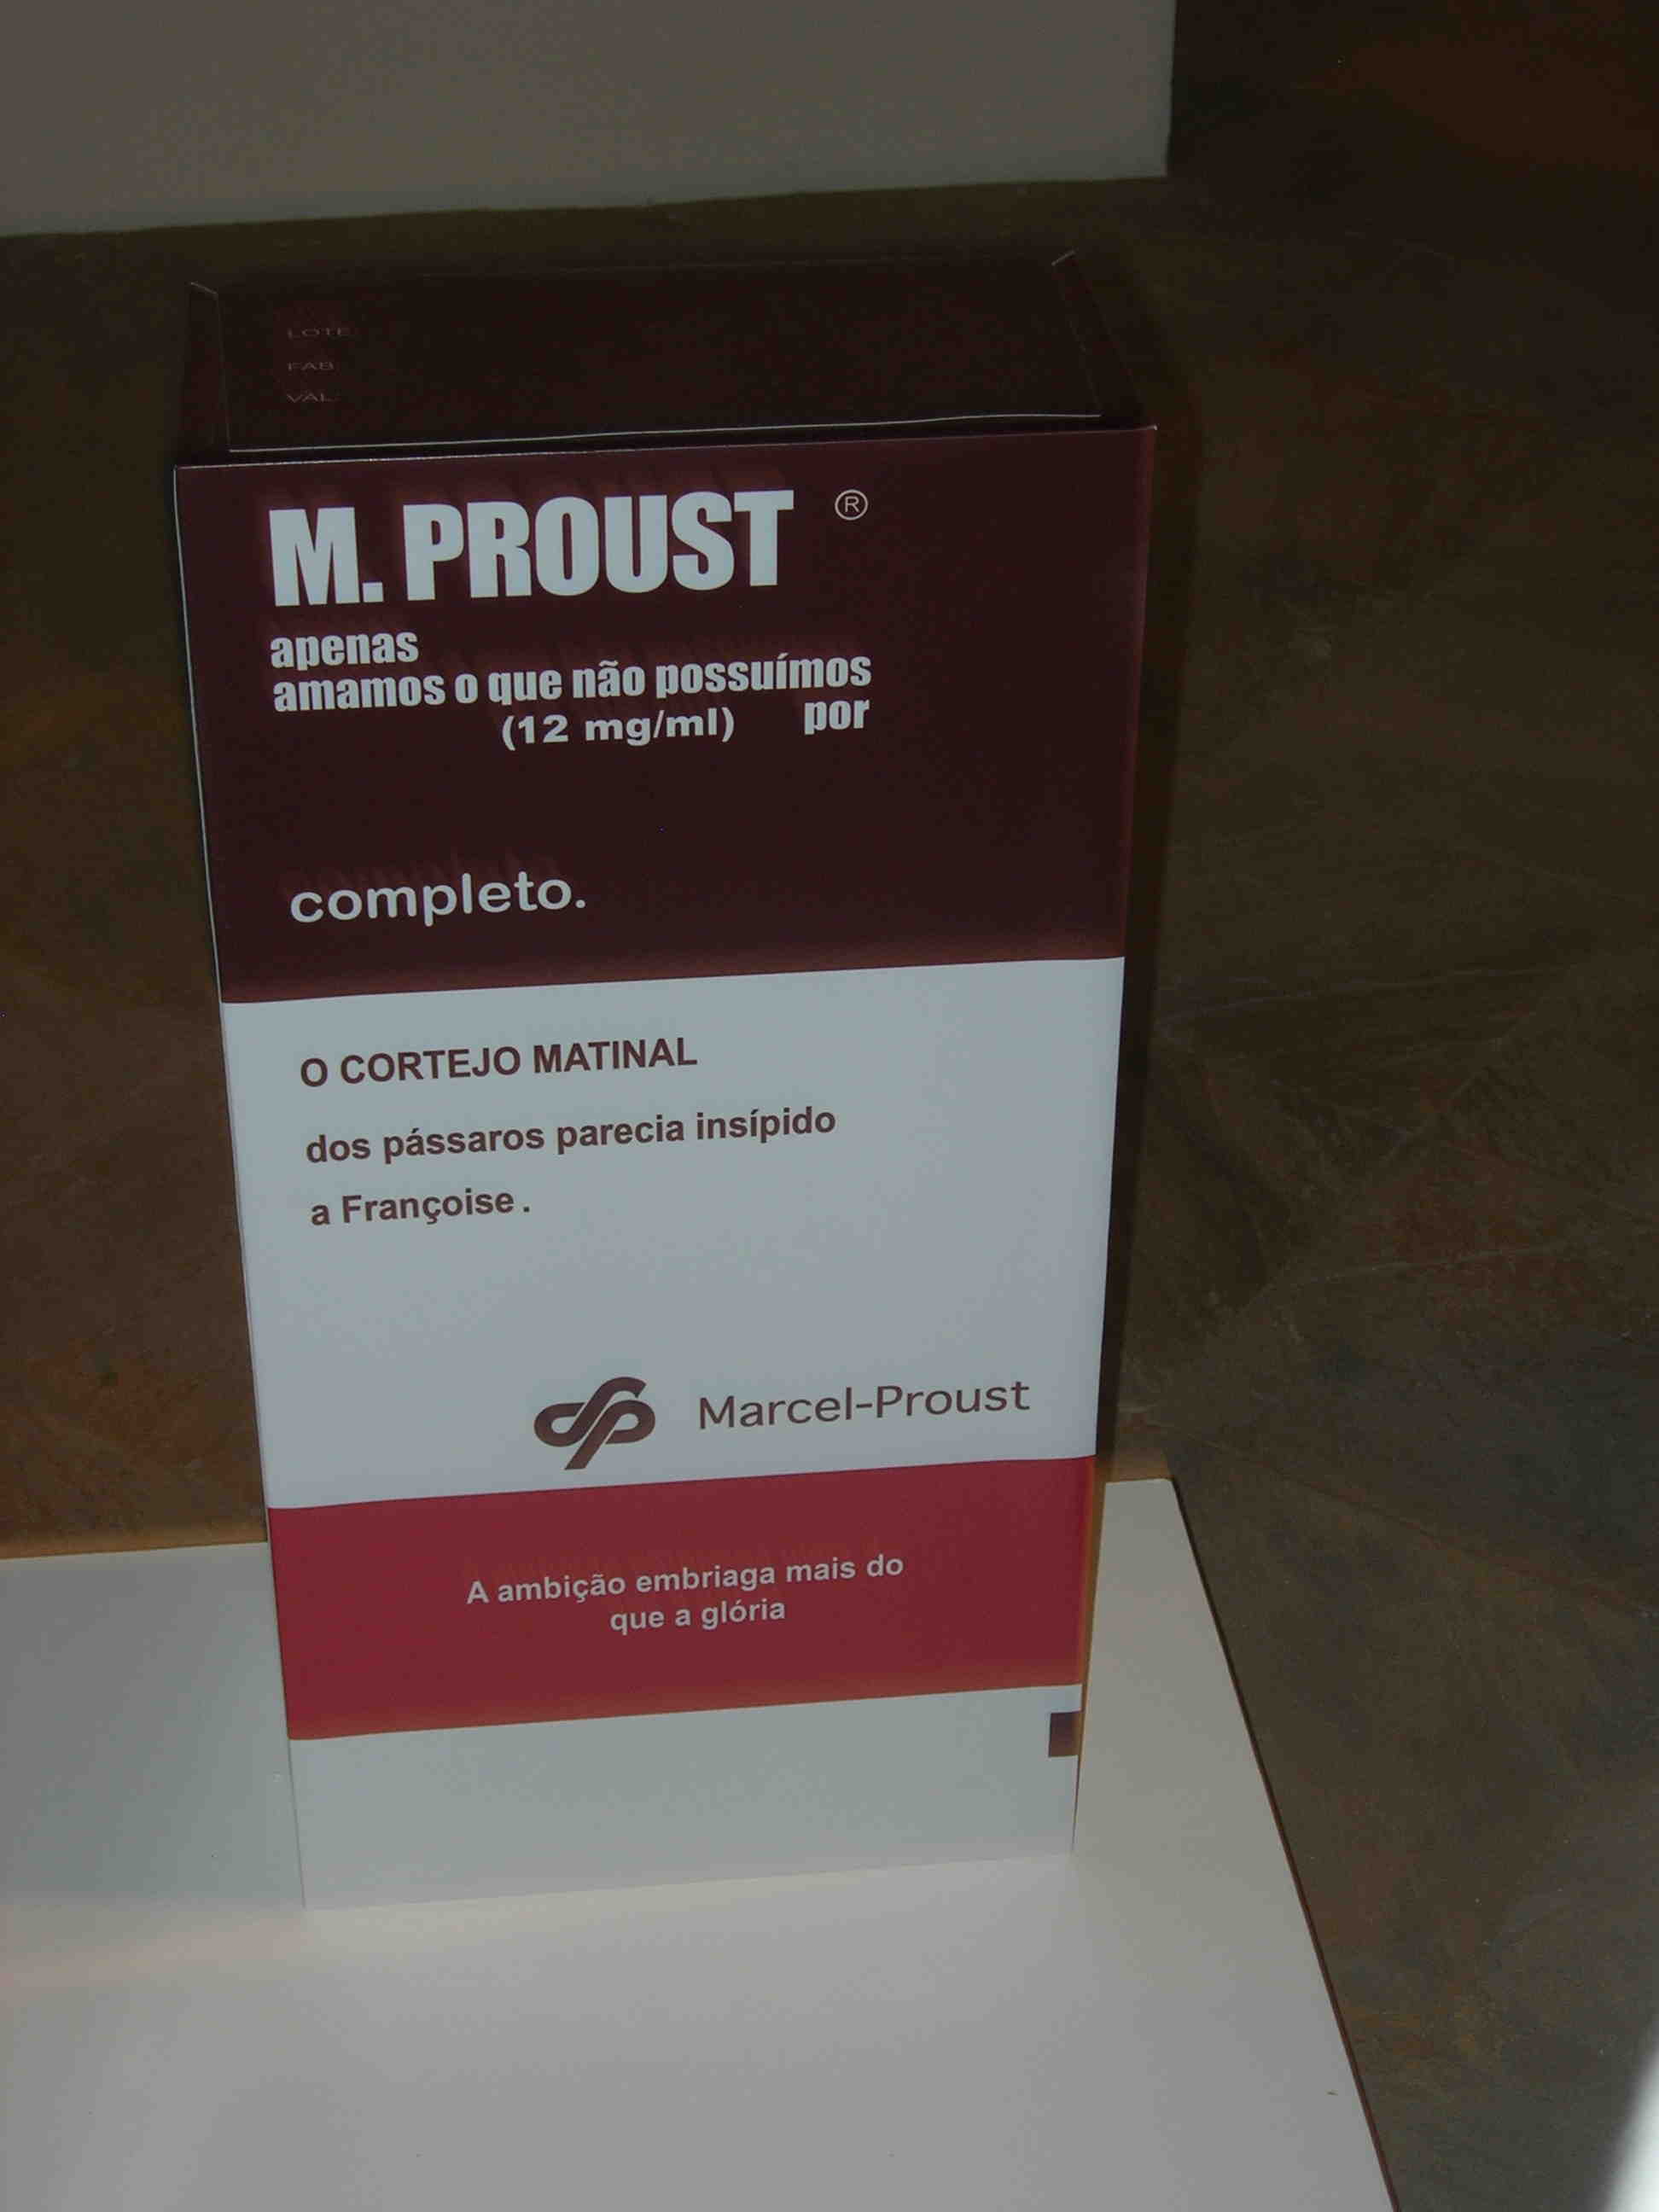 LOTE
FAB
VAL:
M. PROUST ®
apenas
amamos o que não possuímos
(12 mg/ml) por
completo.
O CORTEJO MATINAL
dos pássaros parecia insípido
a Françoise.
Marcel-Proust
A ambição embriaga mais do
que a glória